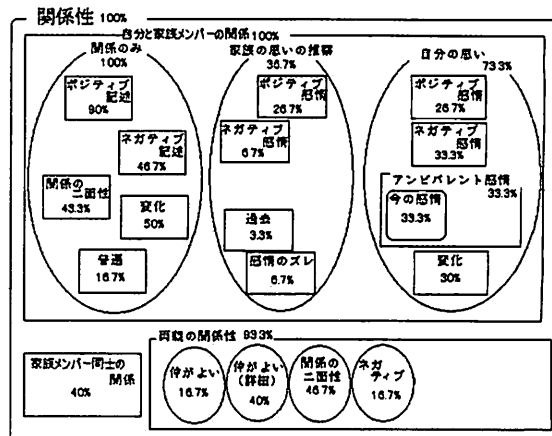 関係性 100%
自分と家族メンバーの関係 100%
関係のみ
100%
ポジティブ
記述
90%
ネガティブ
記述
46.7%
関係の
二面性
43.3%
変化
50%
普通
16.7%
家族の思いの推察
36.7%
ポジティブ
感情
26.7%
ネガティブ
感情
6.7%
過去
3.3%
感情のズレ
6.7%
自分の思い
73.3%
ポジティブ
感情
26.7%
ネガティブ
感情
33.3%
アンビバレント感情
33.3%
今の感情
33.3%
変化
30%
家族メンバー同士の
関係
40%
両親の関係性 93.3%
仲がよい
16.7%
仲がよい
(詳細)
40%
関係の
二面性
46.7%
ネガ
ティブ
16.7%